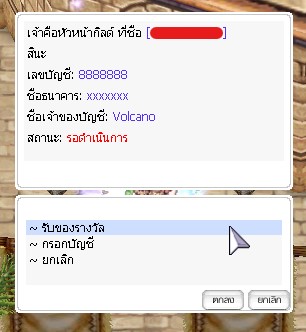 เจ้าคือหัวหน้ากิลด์ ที่ชื่อ [ ]
สินะ
เลขบัญชี: 8888888
ชื่อธนาคาร: xxxxxxx
ชื่อเจ้าของบัญชี: Volcano
สถานะ: รอดำเนินการ
~ รับของรางวัล
~ กรอกบัญชี
~ ยกเลิก
ตกลง ยกเลิก